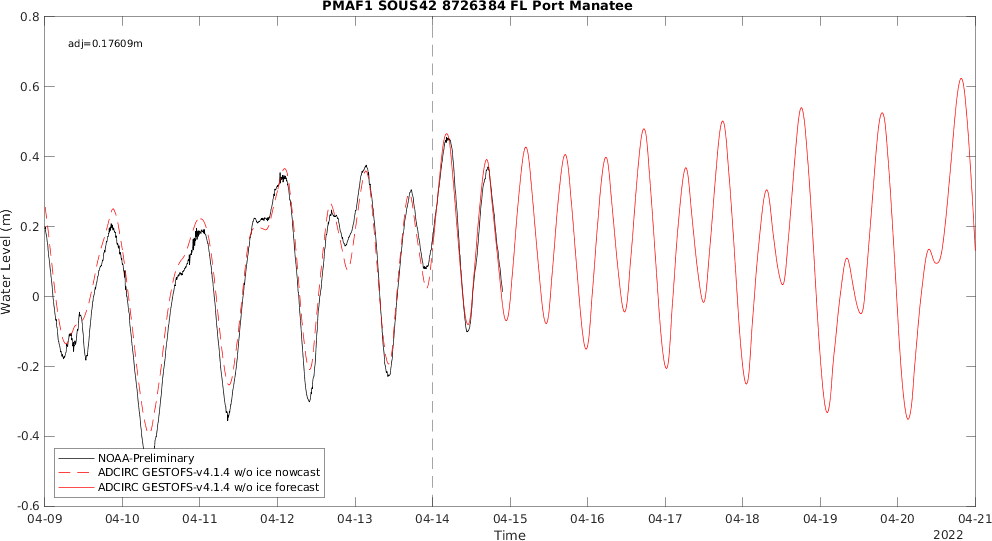 PMAF1 SOUS42 8726384 FL Port Manatee
adj=0.17609m
Water Level (m)
0.8
0.6
0.4
0.2
0
-0.2
-0.4
-0.6
NOAA-Preliminary
ADCIRC GESTOFS-v4.1.4 w/o ice nowcast
ADCIRC GESTOFS-v4.1.4 w/o ice forecast
04-09 04-10 04-11 04-12 04-13 04-14 04-15 04-16 04-17 04-18 04-19 04-20 04-21
Time
2022